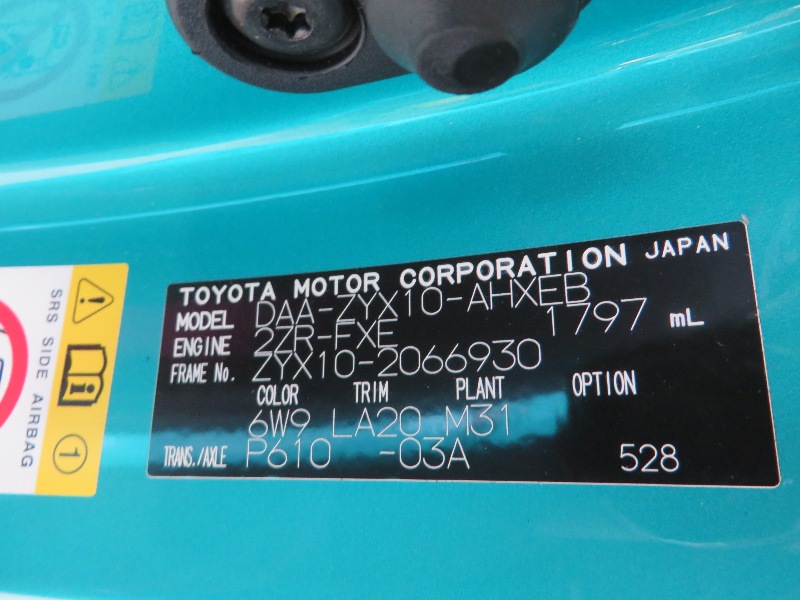 TOYOTA MOTOR CORPORATION JAPAN
MODEL DAA-ZYX10-AHXEB
ENGINE 2ZR-FXE 1797 mL
FRAME No. ZYX10-2066930
COLOR TRIM PLANT OPTION
6W9 LA20 M31
TRANS./AXLE P610 -03A 528
SRS SIDE AIRBAG
1